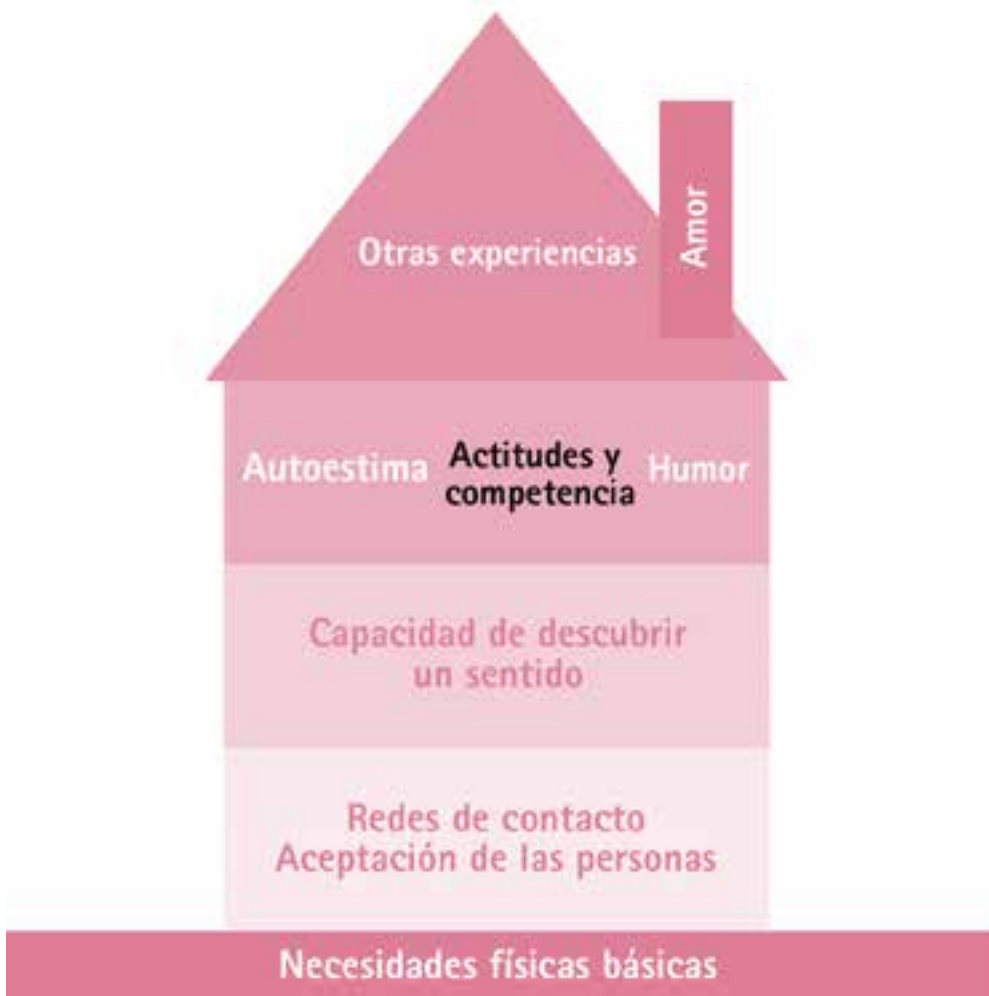 Amor
Otras experiencias
Autoestima
Actitudes y
competencia
Humor
Capacidad de descubrir
un sentido
Redes de contacto
Aceptación de las personas
Necesidades físicas básicas